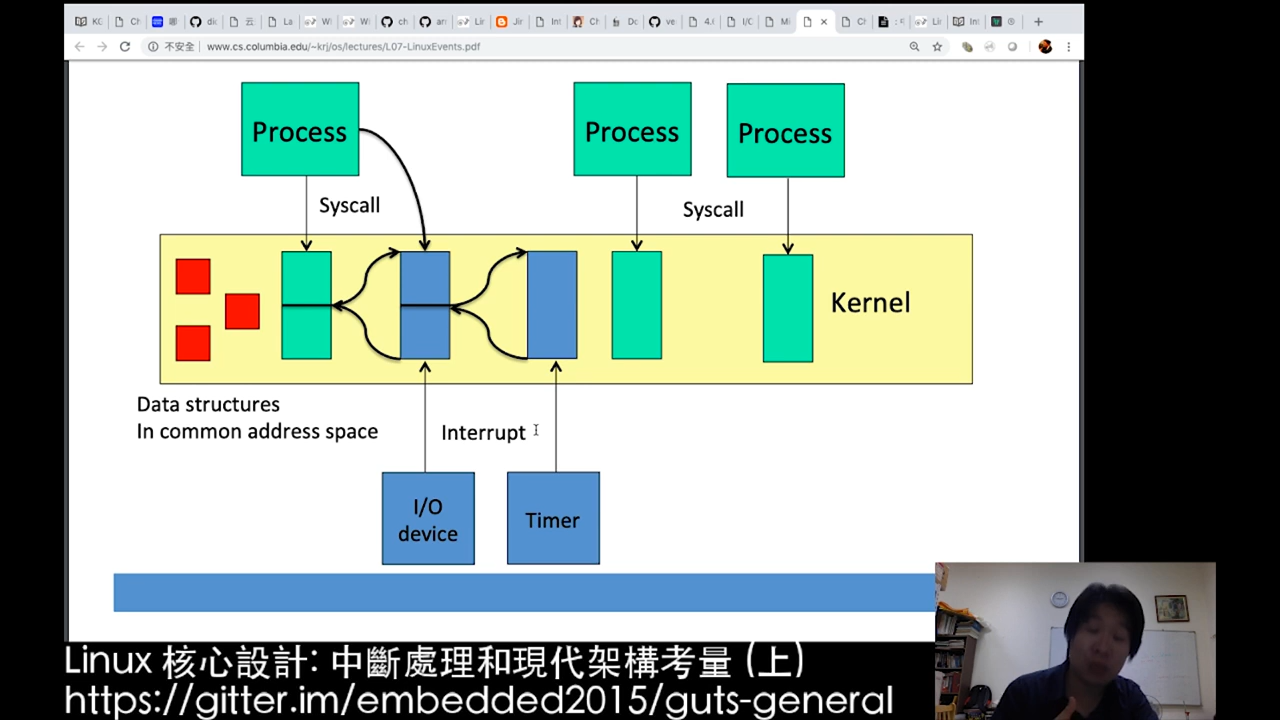 不安全 www.cs.columbia.edu/~krj/os/lectures/L07-LinuxEvents.pdf
Process Process Process
Syscall Syscall
Kernel
Data structures
In common address space
Interrupt
I/O
device
Timer
Linux 核心設計: 中斷處理和現代架構考量 (上)
https://gitter.im/embedded2015/guts-general